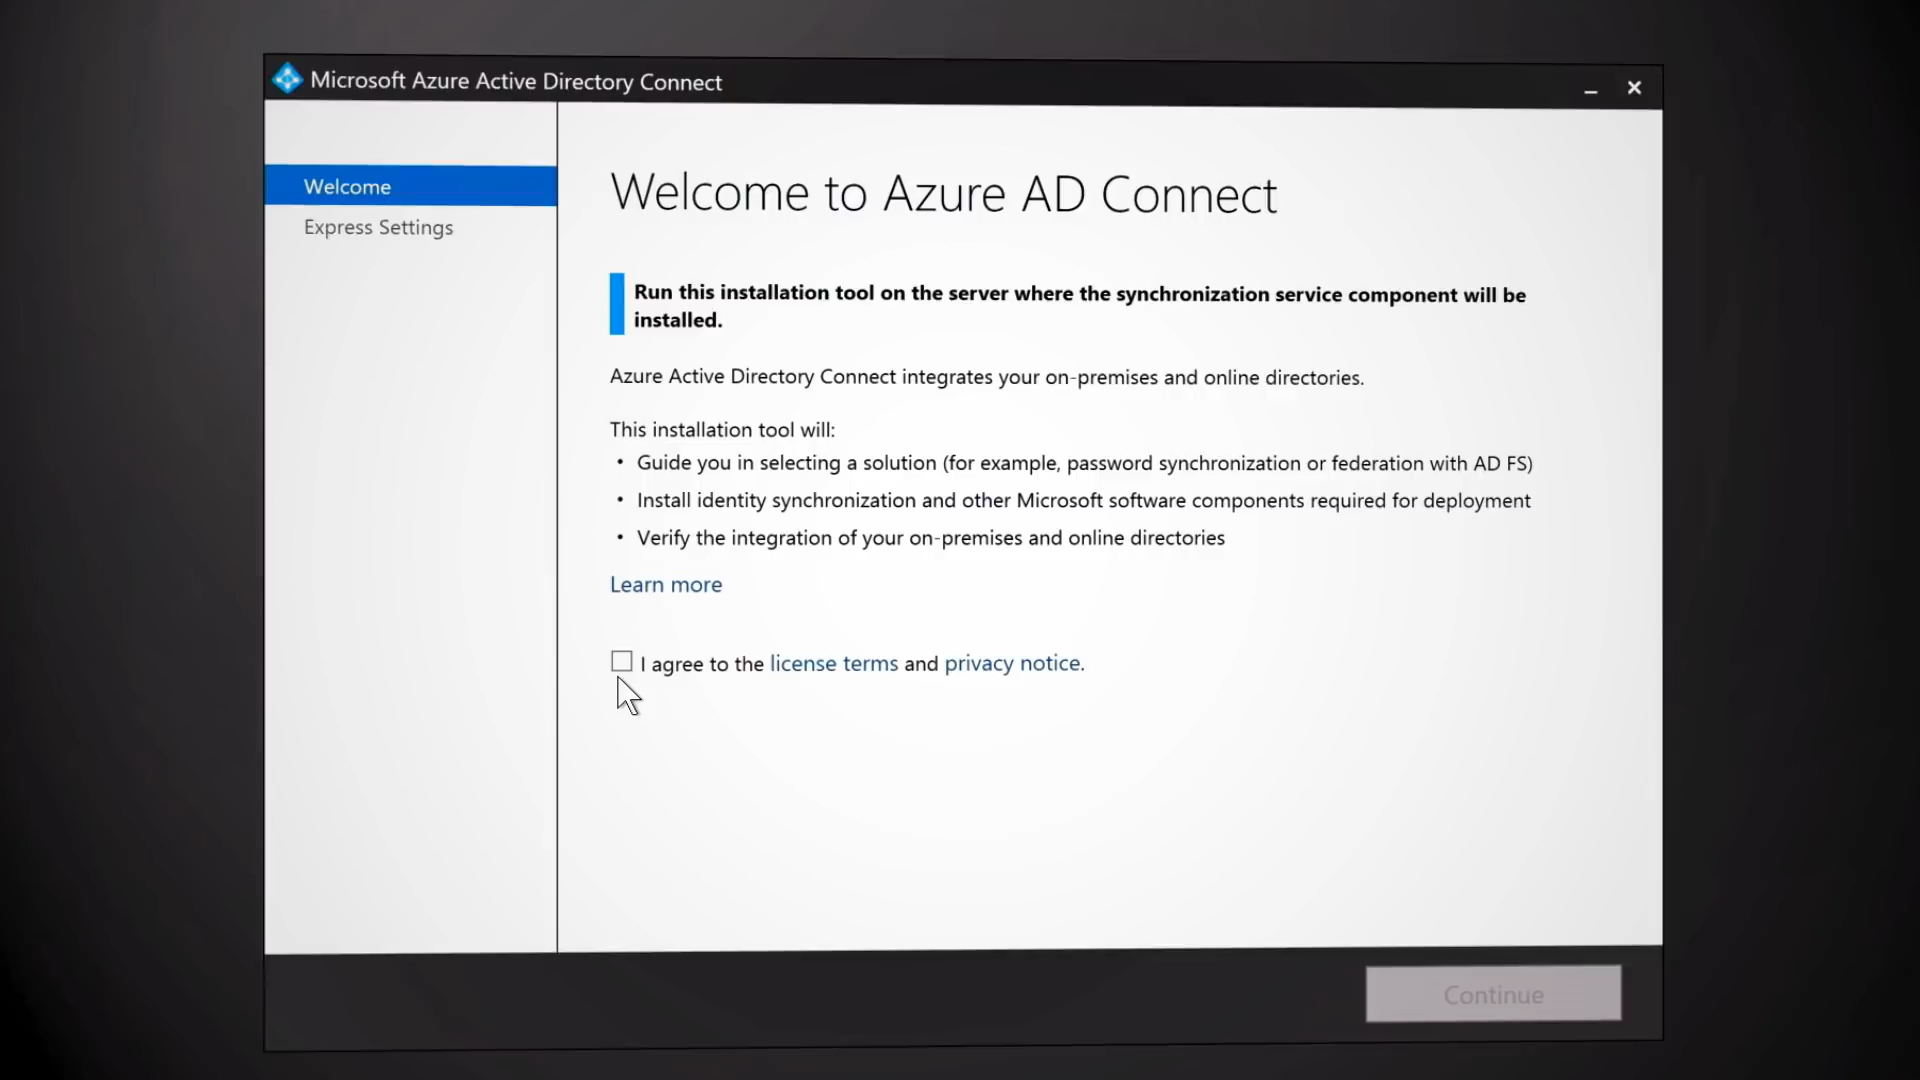 Microsoft Azure Active Directory Connect
Welcome
Express Settings
Welcome to Azure AD Connect
Run this installation tool on the server where the synchronization service component will be
installed.
Azure Active Directory Connect integrates your on-premises and online directories.
This installation tool will:
• Guide you in selecting a solution (for example, password synchronization or federation with AD FS)
• Install identity synchronization and other Microsoft software components required for deployment
• Verify the integration of your on-premises and online directories
Learn more
I agree to the license terms and privacy notice.
Continue